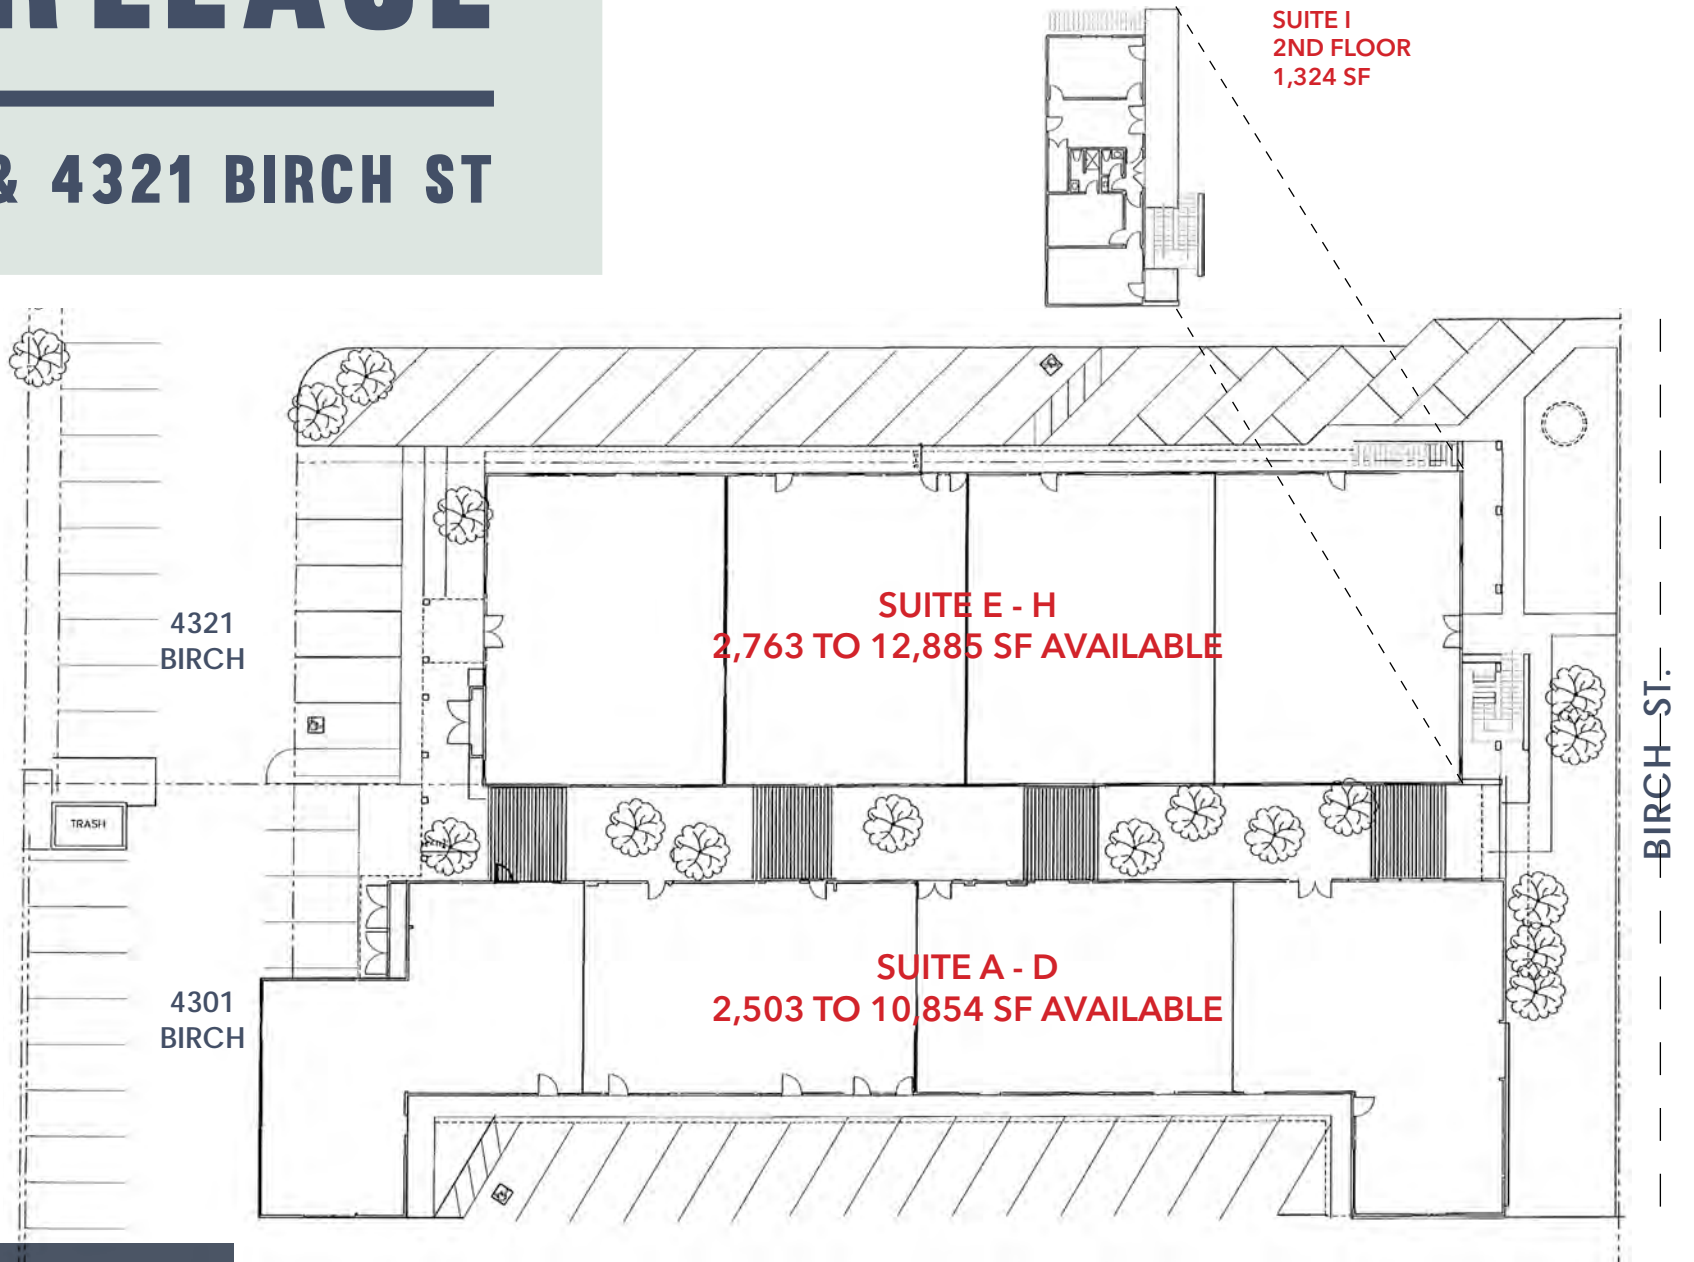 & 4321 BIRCH ST
SUITE I
2ND FLOOR
1,324 SF
4321
BIRCH
SUITE E - H
2,763 TO 12,885 SF AVAILABLE
BIRCH ST.
TRASH
4301
BIRCH
SUITE A - D
2,503 TO 10,854 SF AVAILABLE